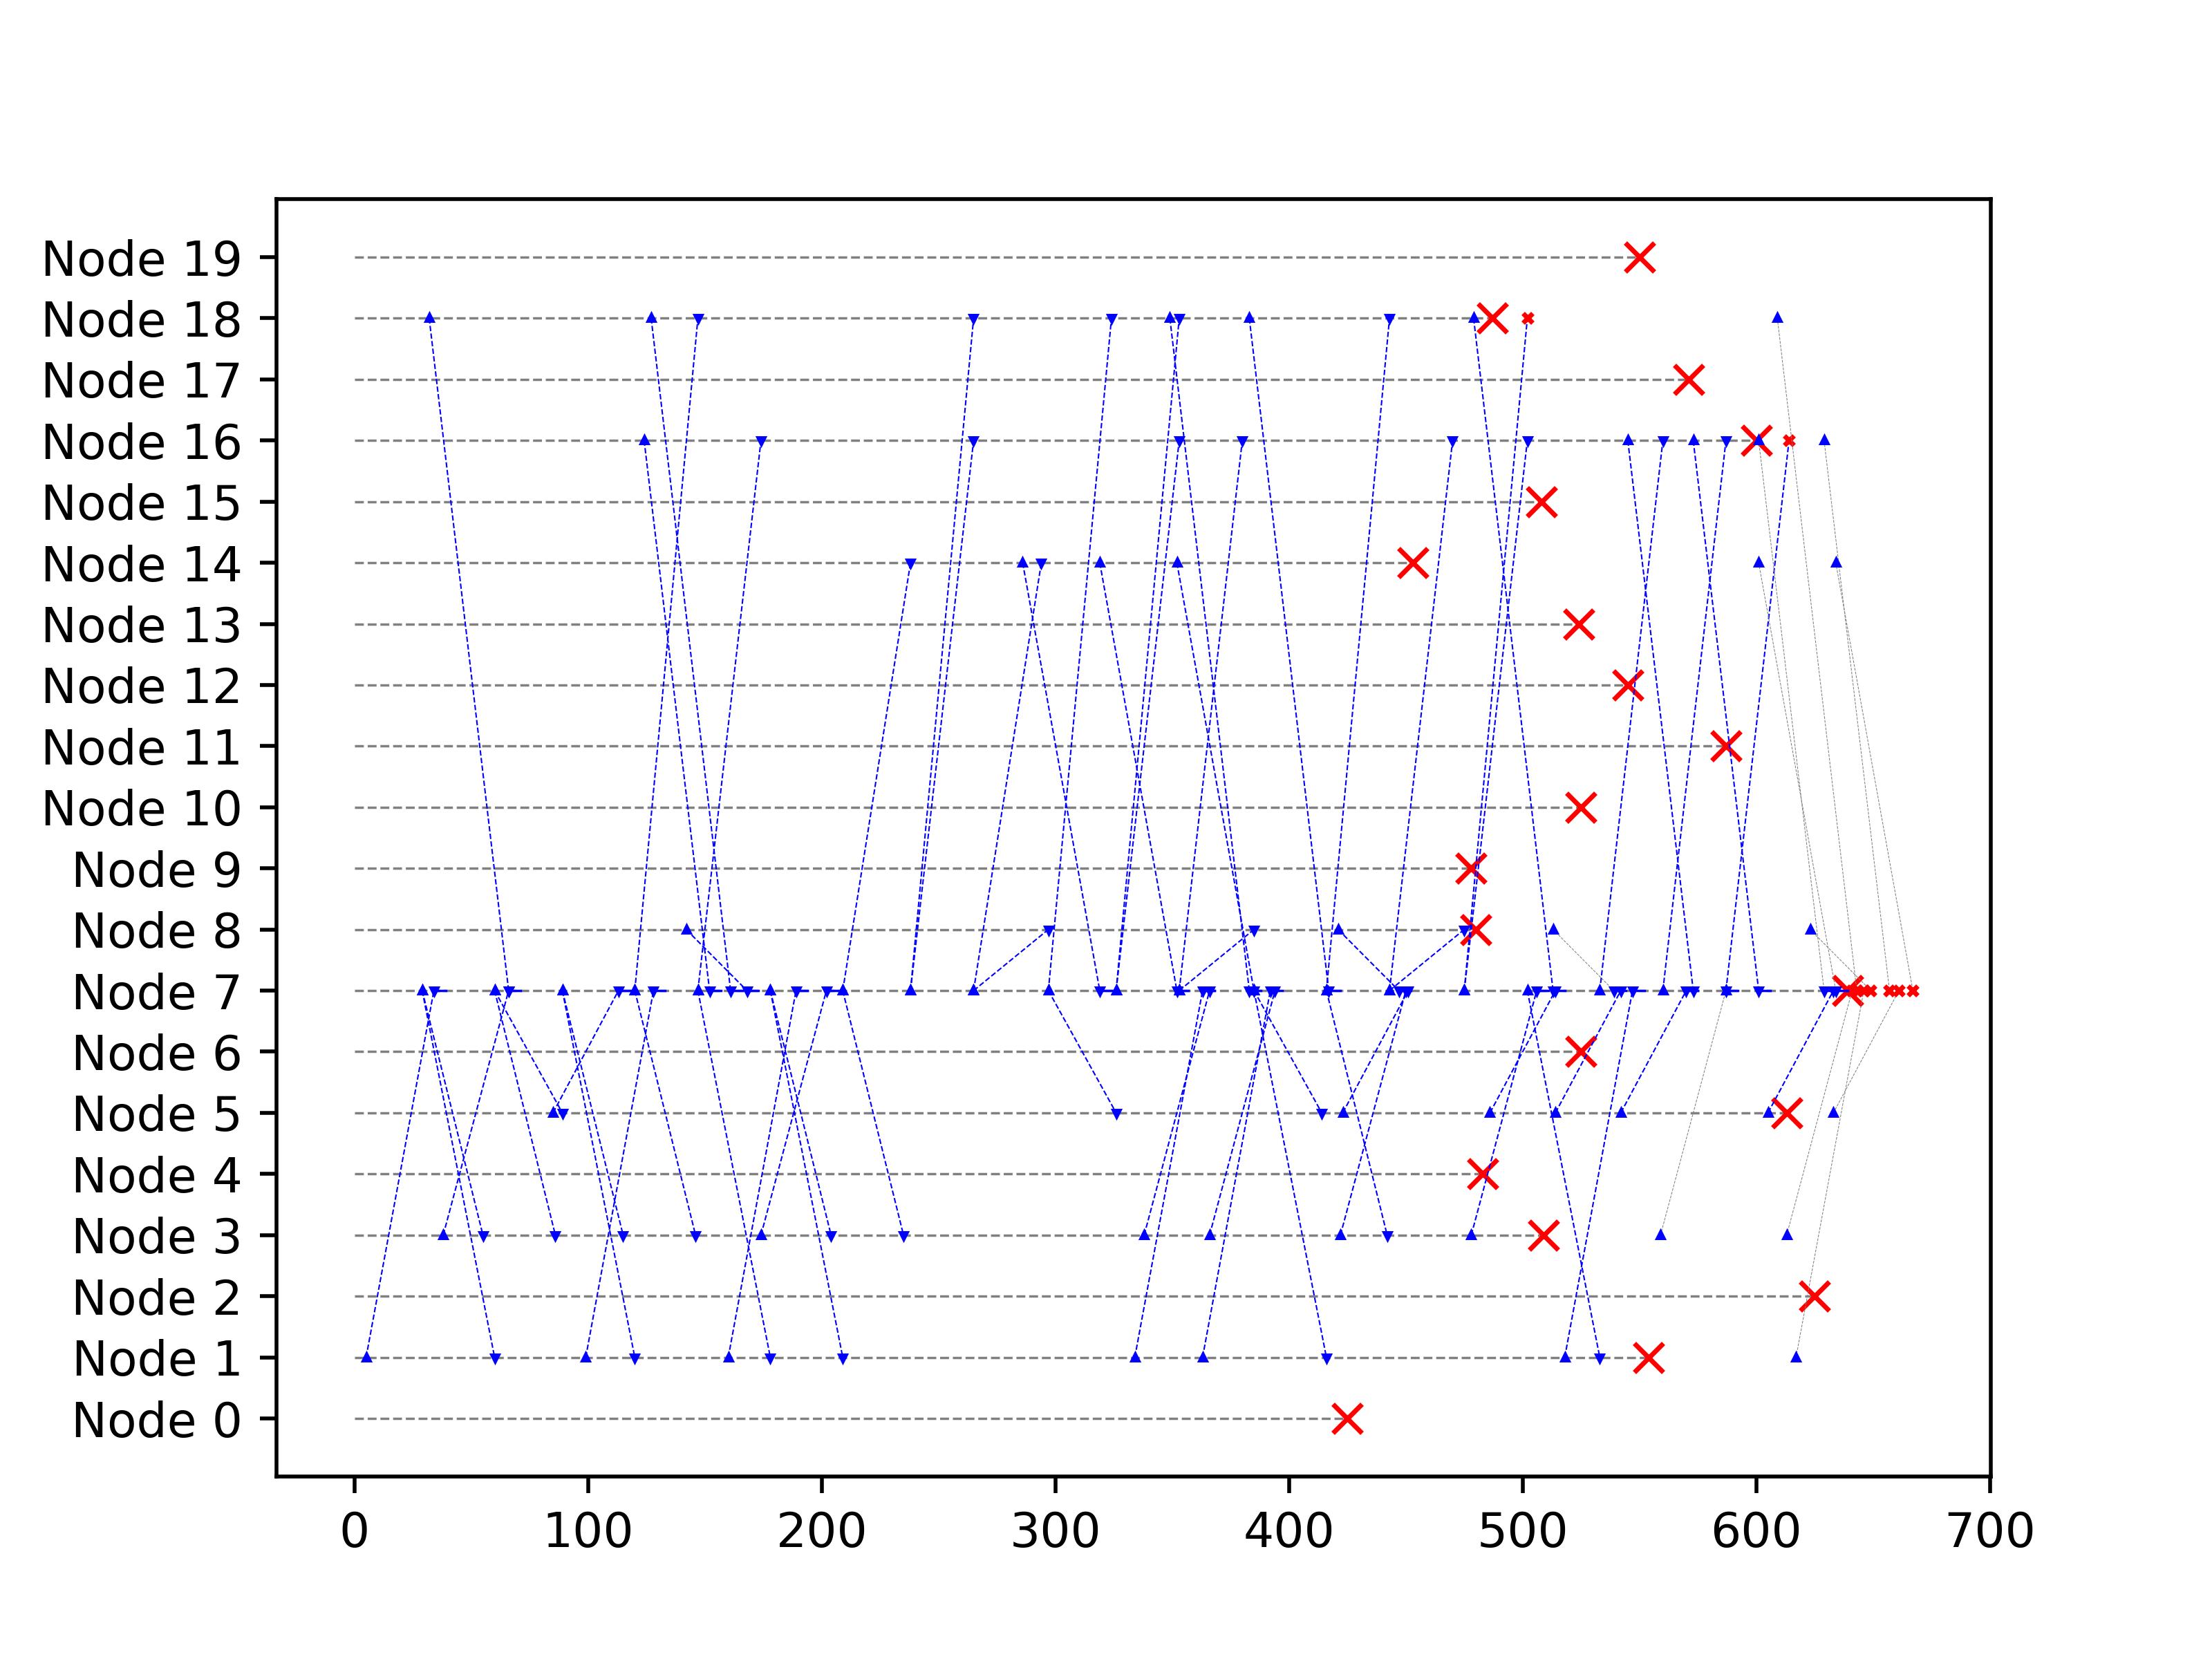 Node 19
Node 18
Node 17
Node 16
Node 15
Node 14
Node 13
Node 12
Node 11
Node 10
Node 9
Node 8
Node 7
Node 6
Node 5
Node 4
Node 3
Node 2
Node 1
Node 0
0 100 200 300 400 500 600 700